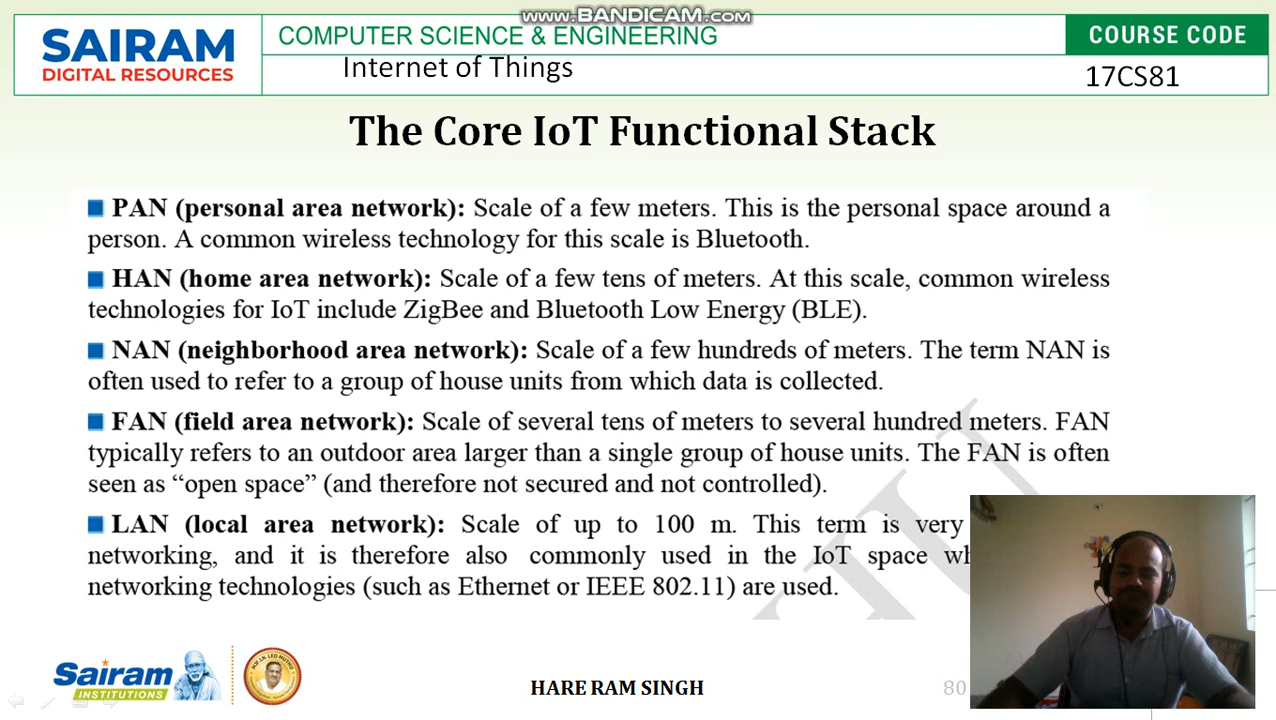 www.BANDICAM.com
SAIRAM
DIGITAL RESOURCES
COMPUTER SCIENCE & ENGINEERING
COURSE CODE
Internet of Things
17CS81
The Core IoT Functional Stack
PAN (personal area network): Scale of a few meters. This is the personal space around a
person. A common wireless technology for this scale is Bluetooth.
HAN (home area network): Scale of a few tens of meters. At this scale, common wireless
technologies for IoT include ZigBee and Bluetooth Low Energy (BLE).
NAN (neighborhood area network): Scale of a few hundreds of meters. The term NAN is
often used to refer to a group of house units from which data is collected.
FAN (field area network): Scale of several tens of meters to several hundred meters. FAN
typically refers to an outdoor area larger than a single group of house units. The FAN is often
seen as “open space” (and therefore not secured and not controlled).
LAN (local area network): Scale of up to 100 m. This term is very
networking, and it is therefore also commonly used in the IoT space
networking technologies (such as Ethernet or IEEE 802.11) are used.
Sairam
INSTITUTIONS
HARE RAM SINGH
80